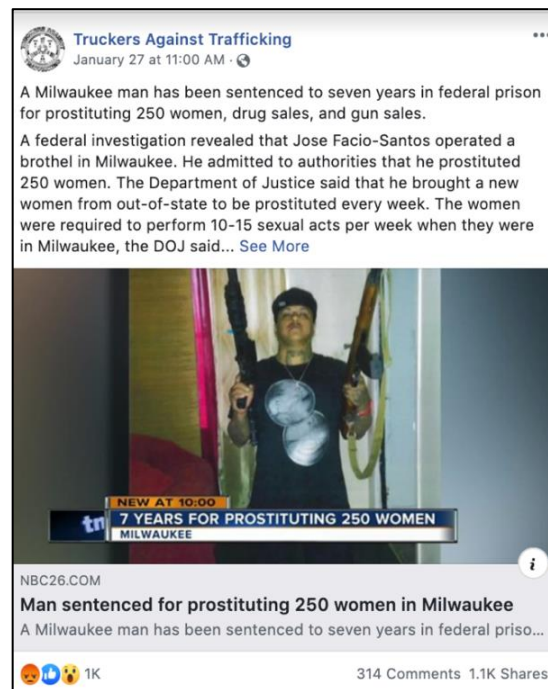 Truckers Against Trafficking
January 27 at 11:00 AM ·
A Milwaukee man has been sentenced to seven years in federal prison
for prostituting 250 women, drug sales, and gun sales.
A federal investigation revealed that Jose Facio-Santos operated a
brothel in Milwaukee. He admitted to authorities that he prostituted
250 women. The Department of Justice said that he brought a new
women from out-of-state to be prostituted every week. The women
were required to perform 10-15 sexual acts per week when they were
in Milwaukee, the DOJ said... See More
NEW AT 10:00
7 YEARS FOR PROSTITUTING 250 WOMEN
MILWAUKEE
NBC26.COM
Man sentenced for prostituting 250 women in Milwaukee
A Milwaukee man has been sentenced to seven years in federal priso...
1K 314 Comments 1.1K Shares